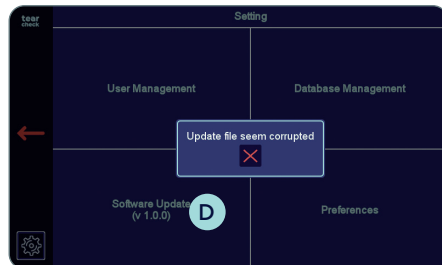 tear
check
Setting
User Management
Database Management
Update file seem corrupted
Software Update
(v 1.0.0)
D
Preferences